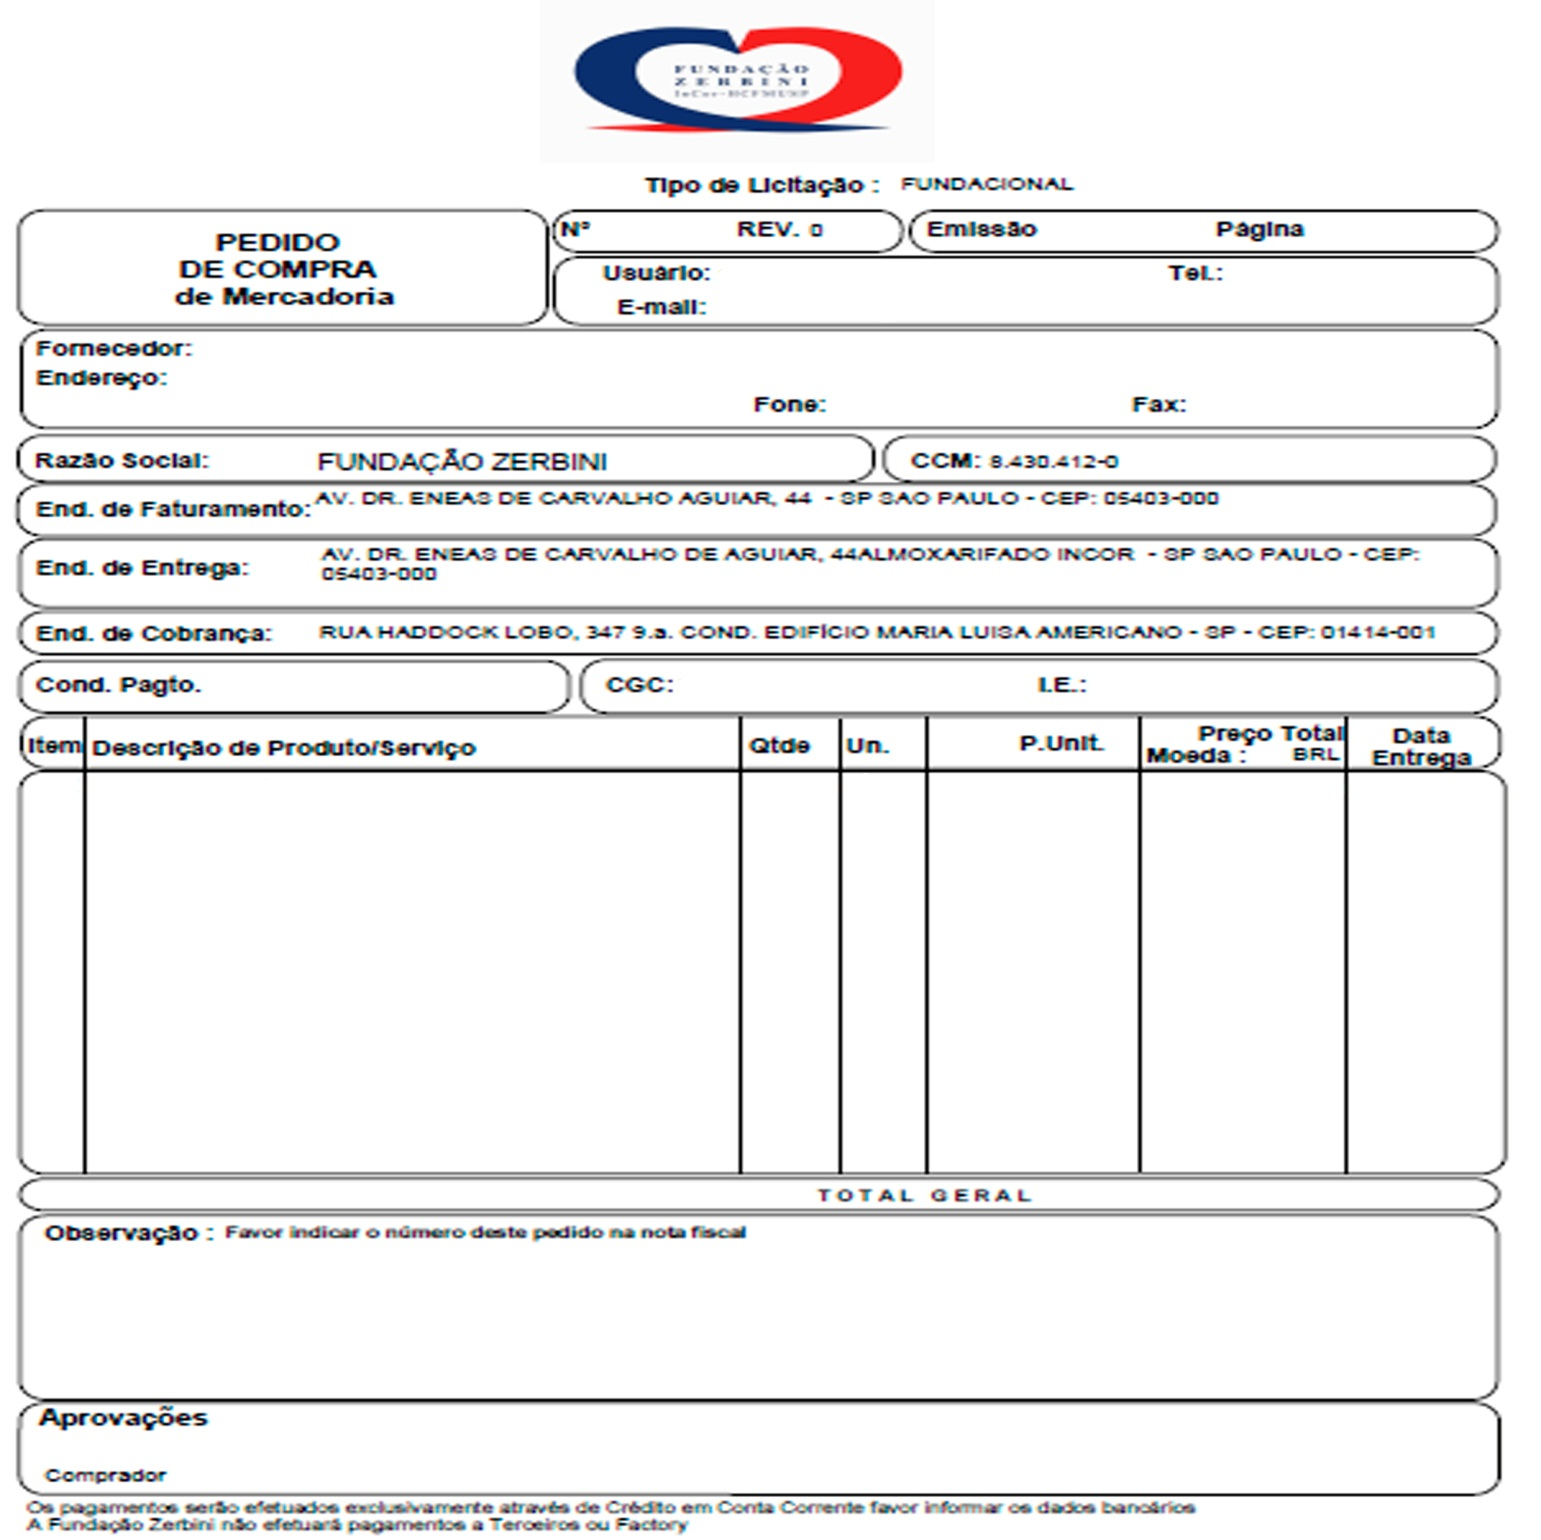 FUNDAÇÃO
ZERBINI
InCor-HCFMUSP
Tipo de Licitação : FUNDACIONAL
PEDIDO
DE COMPRA
de Mercadoria
Nº REV. 0
Emissão Página
Usuário: Tel.:
E-mail:
Fornecedor:
Endereço:
Fone: Fax:
Razão Social: FUNDAÇÃO ZERBINI
CCM: 8.430.412-0
End. de Faturamento: AV. DR. ENEAS DE CARVALHO AGUIAR, 44 - SP SAO PAULO - CEP: 05403-000
End. de Entrega: AV. DR. ENEAS DE CARVALHO DE AGUIAR, 44ALMOXARIFADO INCOR - SP SAO PAULO - CEP:
05403-000
End. de Cobrança: RUA HADDOCK LOBO, 347 9.a. COND. EDIFÍCIO MARIA LUISA AMERICANO - SP - CEP: 01414-001
Cond. Pagto.
CGC: I.E.:
Item Descrição de Produto/Serviço Qtde Un. P.Unit. Preço Total Data
Moeda : BRL Entrega
TOTAL GERAL
Observação : Favor indicar o número deste pedido na nota fiscal
Aprovações
Comprador
Os pagamentos serão efetuados exclusivamente através de Crédito em Conta Corrente favor informar os dados bancários
A Fundação Zerbini não efetuará pagamentos a Terceiros ou Factory